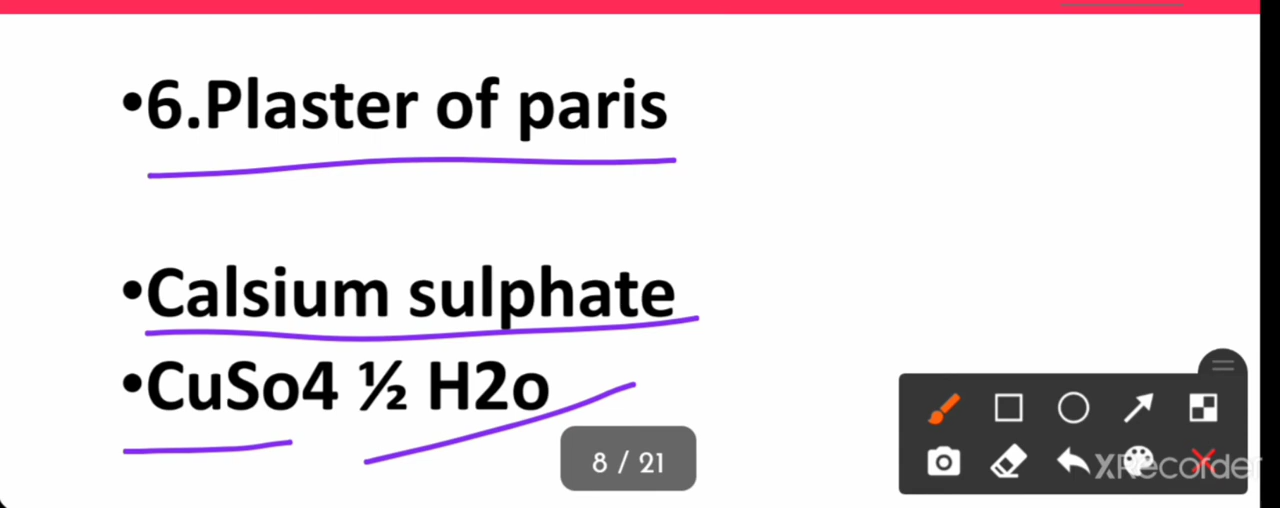 •6.Plaster of paris
•Calsium sulphate
•CuSo4 ½ H2o
8 / 21
XRecorder